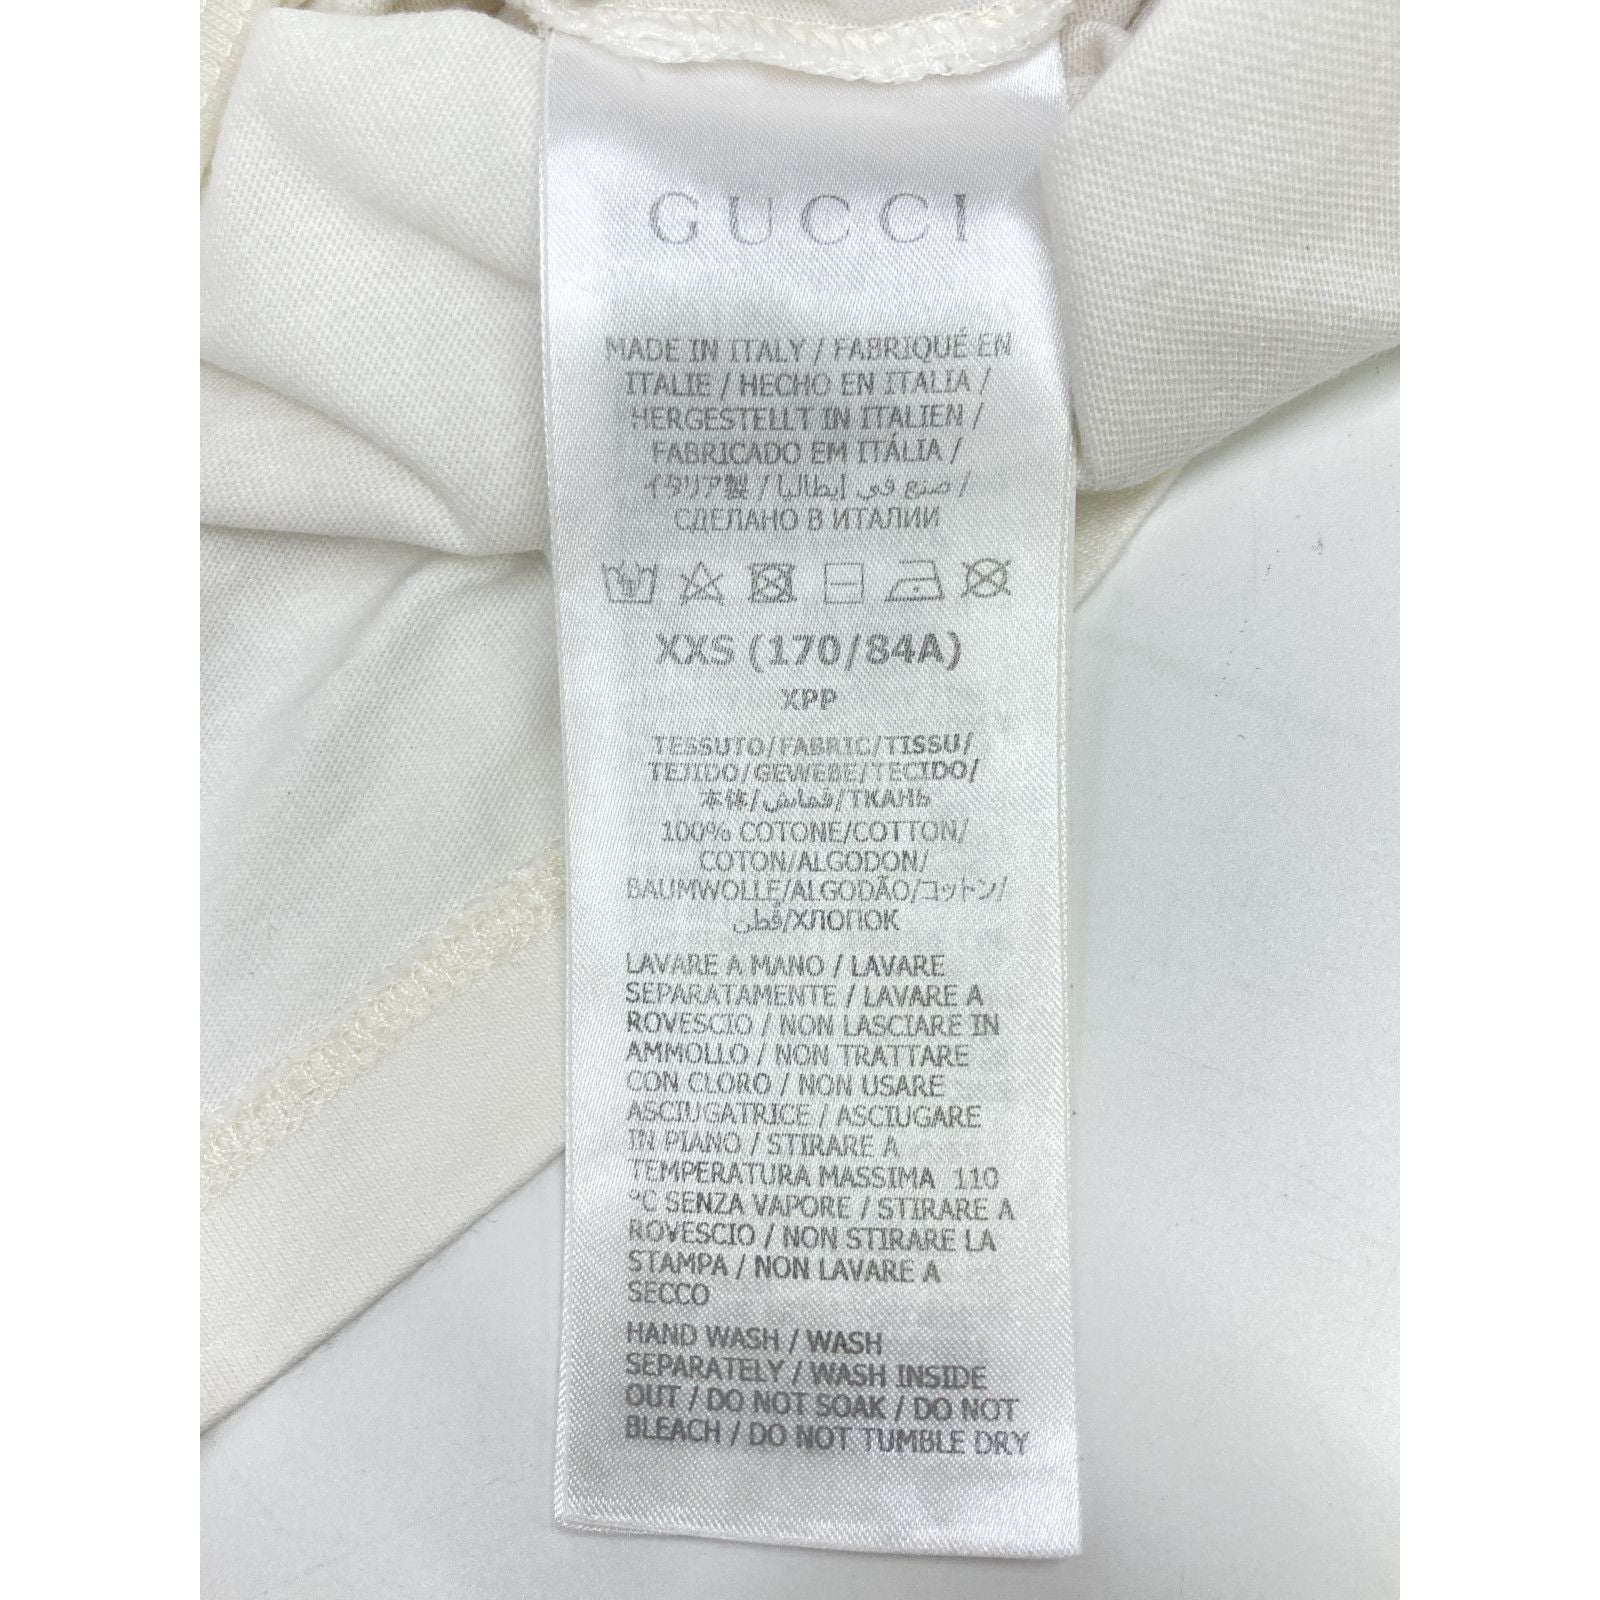 GUCCI
MADE IN ITALY / FABRIQUÉ EN
ITALIE / HECHO EN ITALIA /
HERGESTELLT IN ITALIEN /
FABRICADO EM ITÁLIA /
イタリア製 / صنع في إيطاليا /
СДЕЛАНО В ИТАЛИИ
XXS (170/84A)
XPP
TESSUTO/FABRIC/TISSU/
TEJIDO/GEWEBE/TECIDO/
本体/قماش/ТКАНЬ
100% COTONE/COTTON/
COTON/ALGODON/
BAUMWOLLE/ALGODÃO/コットン/
قطن/ХЛОПОК
LAVARE A MANO / LAVARE
SEPARATAMENTE / LAVARE A
ROVESCIO / NON LASCIARE IN
AMMOLLO / NON TRATTARE
CON CLORO / NON USARE
ASCIUGATRICE / ASCIUGARE
IN PIANO / STIRARE A
TEMPERATURA MASSIMA 110
°C SENZA VAPORE / STIRARE A
ROVESCIO / NON STIRARE LA
STAMPA / NON LAVARE A
SECCO
HAND WASH / WASH
SEPARATELY / WASH INSIDE
OUT / DO NOT SOAK / DO NOT
BLEACH / DO NOT TUMBLE DRY